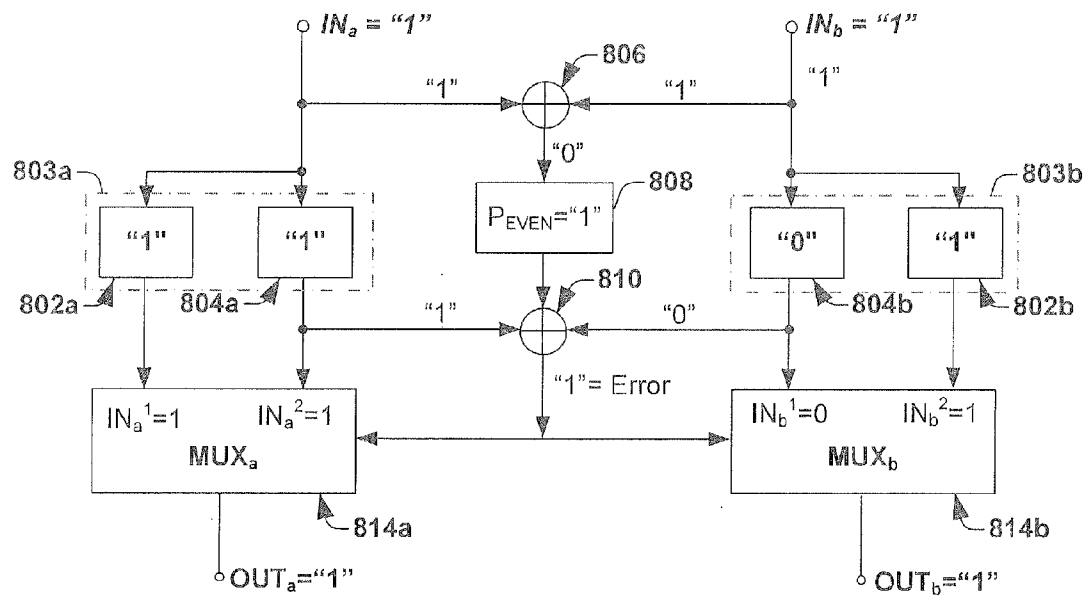 INa = “1”
INb = “1”
806
“1”
“1”
“1”
“0”
803a
803b
808
“1”
“1”
PEVEN=“1”
“0”
“1”
802a
804a
810
804b
802b
“1”
“0”
“1”= Error
INa1=1
INa2=1
INb1=0
INb2=1
MUXa
MUXb
814a
814b
OUTa=“1”
OUTb=“1”